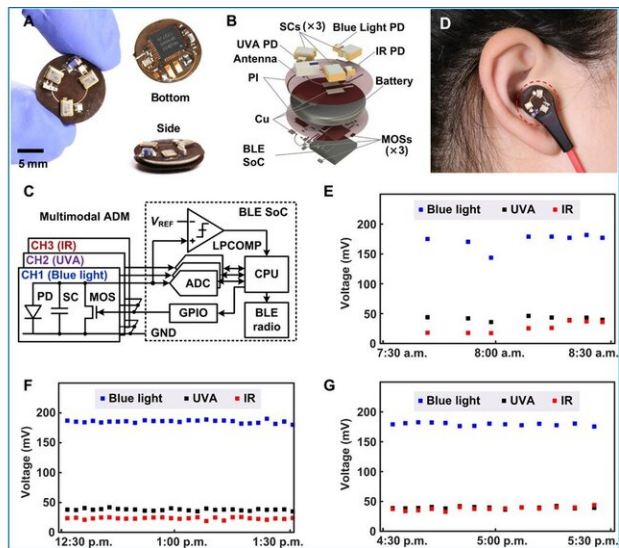 A
Bottom
Side
5 mm
B
SCs (×3)
Blue Light PD
UVA PD
IR PD
Antenna
PI
Battery
Cu
MOSs
(×3)
BLE
SoC
D
C
Multimodal ADM
CH3 (IR)
CH2 (UVA)
CH1 (Blue light)
PD
SC
MOS
GND
VREF
BLE SoC
LPCOMP
ADC
CPU
GPIO
BLE
radio
E
Blue light
UVA
IR
Voltage (mV)
200
150
100
50
0
7:30 a.m.
8:00 a.m.
8:30 a.m.
F
Blue light
UVA
IR
Voltage (mV)
200
150
100
50
0
12:30 p.m.
1:00 p.m.
1:30 p.m.
G
Blue light
UVA
IR
Voltage (mV)
200
150
100
50
0
4:30 p.m.
5:00 p.m.
5:30 p.m.